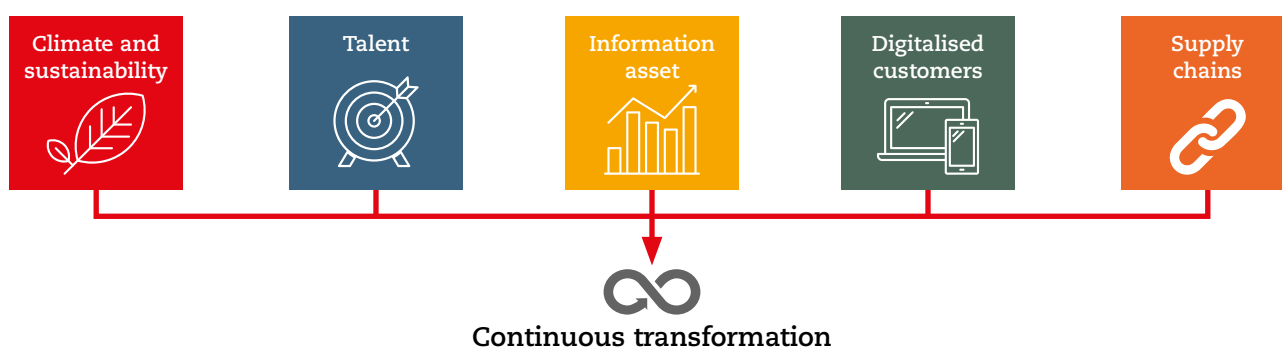 Climate and
sustainability
Talent
Information
asset
Digitalised
customers
Supply
chains
Continuous transformation